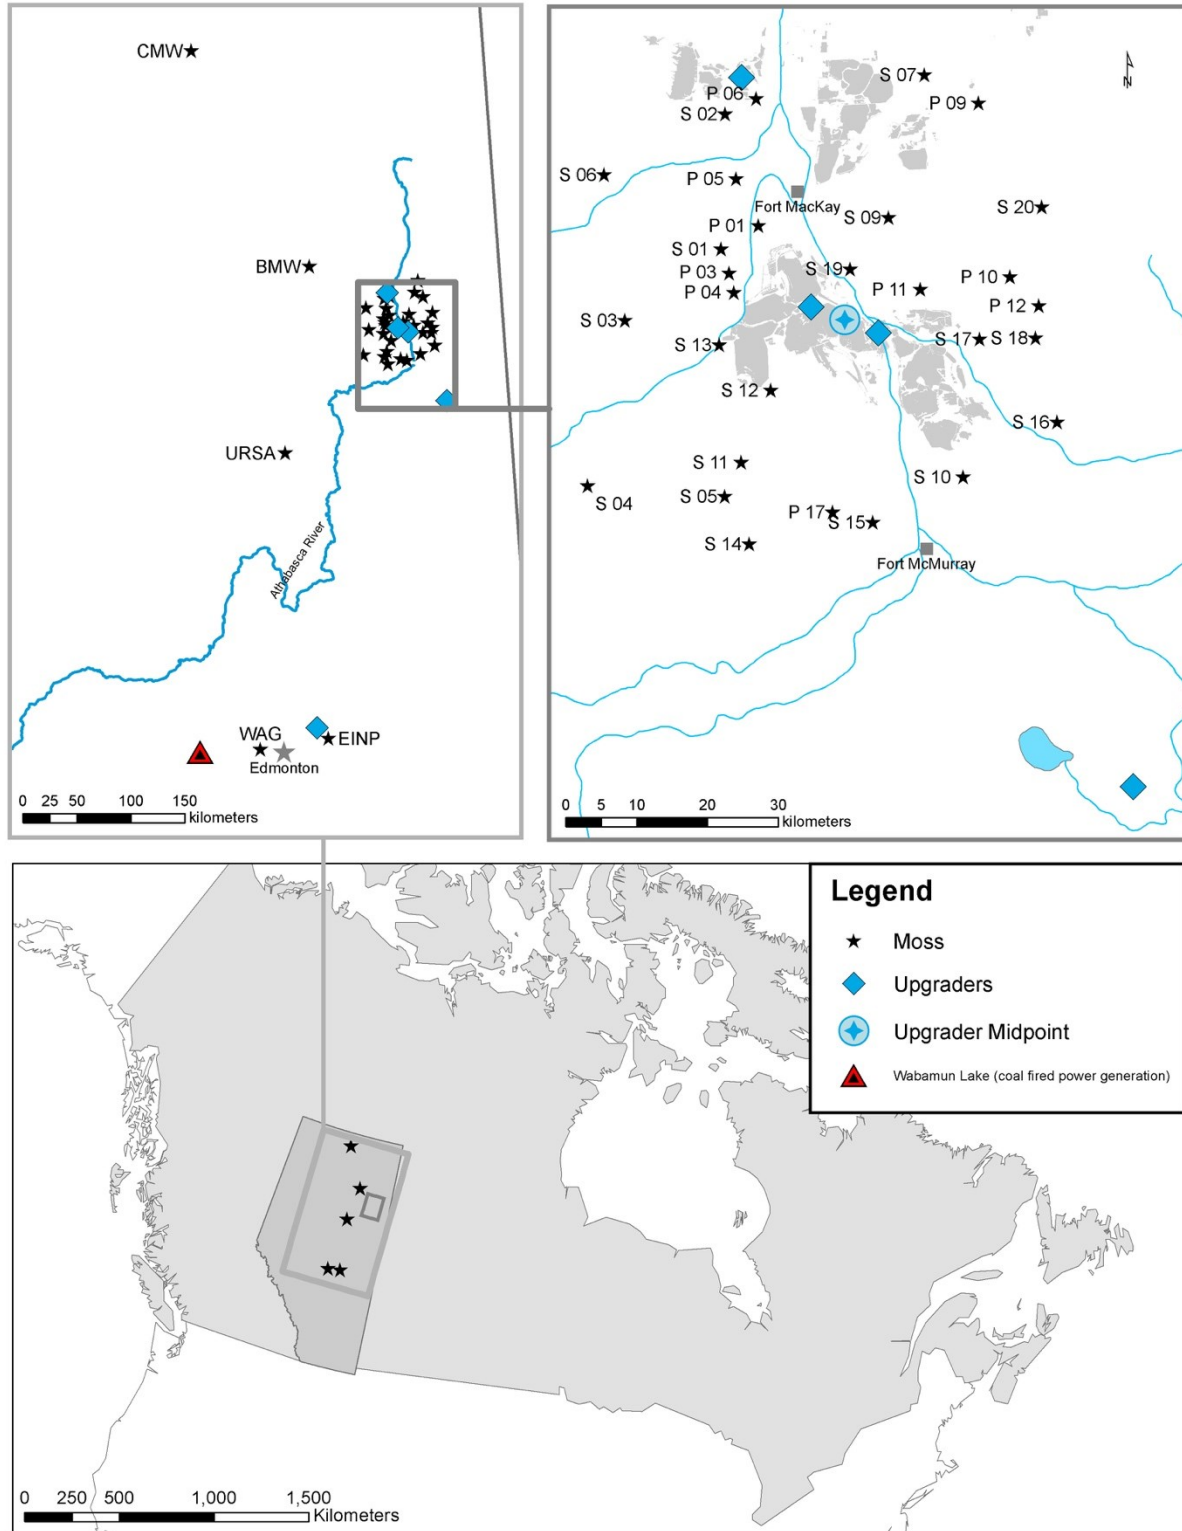 CMW
BMW
URSA
Athabasca River
WAG
EINP
Edmonton
0 25 50 100 150
kilometers
S 07
P 06
P 09
S 02
N
S 06
P 05
Fort MacKay
S 20
S 09
P 01
S 01
P 03
S 19
P 10
P 04
P 11
P 12
S 03
S 13
S 17
S 18
S 12
S 16
S 11
S 10
S 04
S 05
P 17
S 15
S 14
Fort McMurray
0 5 10 20 30
kilometers
Legend
Moss
Upgraders
Upgrader Midpoint
Wabamun Lake (coal fired power generation)
0 250 500 1,000 1,500
Kilometers